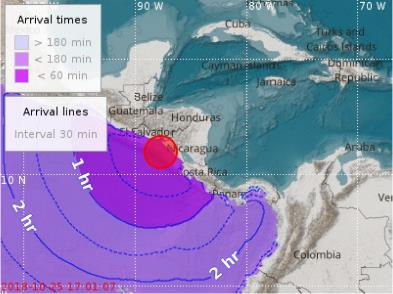 Arrival times
> 180 min
< 180 min
< 60 min
Arrival lines
Interval 30 min
90 W
80 W
70 W
Cuba
Turks and
Caicos Islands
Cayman Islands
Dominican
Republic
Jamaica
Belize
Guatemala
Honduras
El Salvador
Nicaragua
Aruba
Costa Rica
10 N
Panama
Colombia
1 hr
2 hr
2 hr
2018-10-25 17:01:07